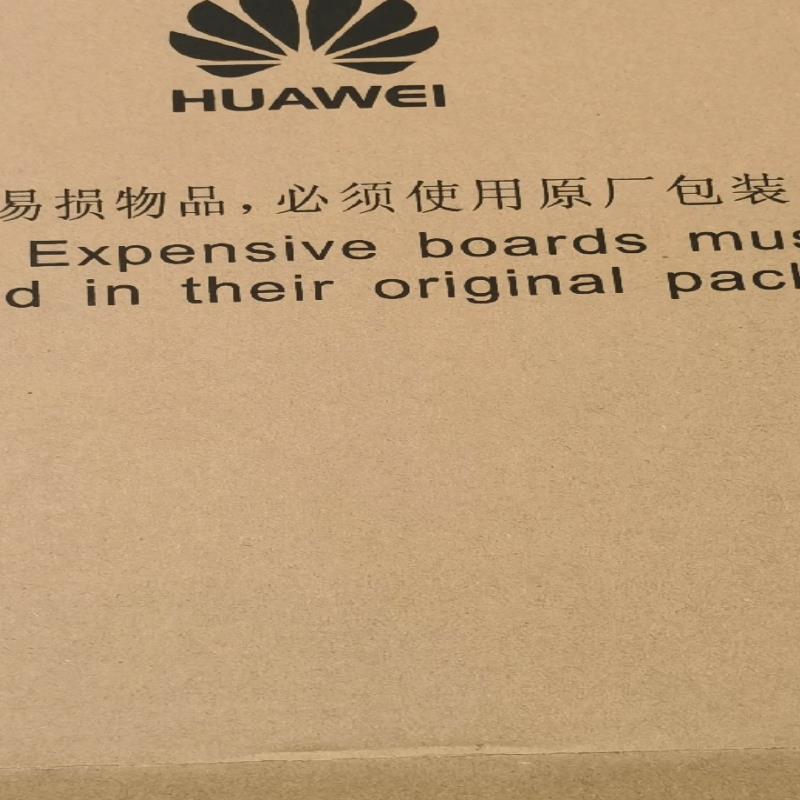 HUAWEI
易损物品，必须使用原厂包装
Expensive boards mus
d in their original pack